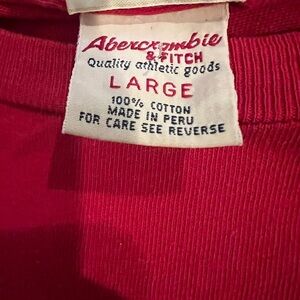 Abercrombie
& FITCH
Quality athletic goods
LARGE
100% COTTON
MADE IN PERU
FOR CARE SEE REVERSE